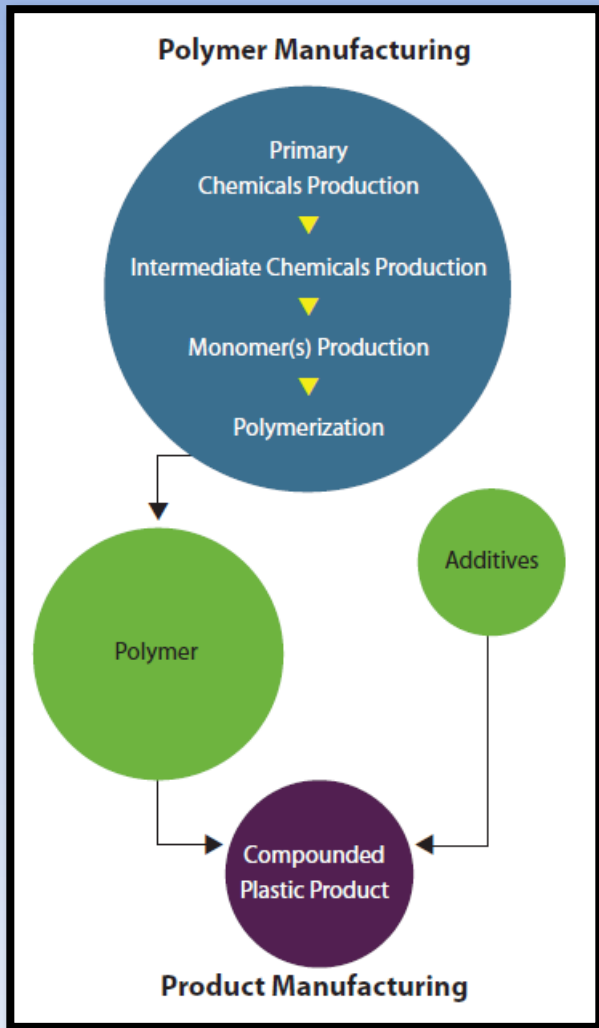 Polymer Manufacturing
Primary
Chemicals Production
Intermediate Chemicals Production
Monomer(s) Production
Polymerization
Additives
Polymer
Compounded
Plastic Product
Product Manufacturing